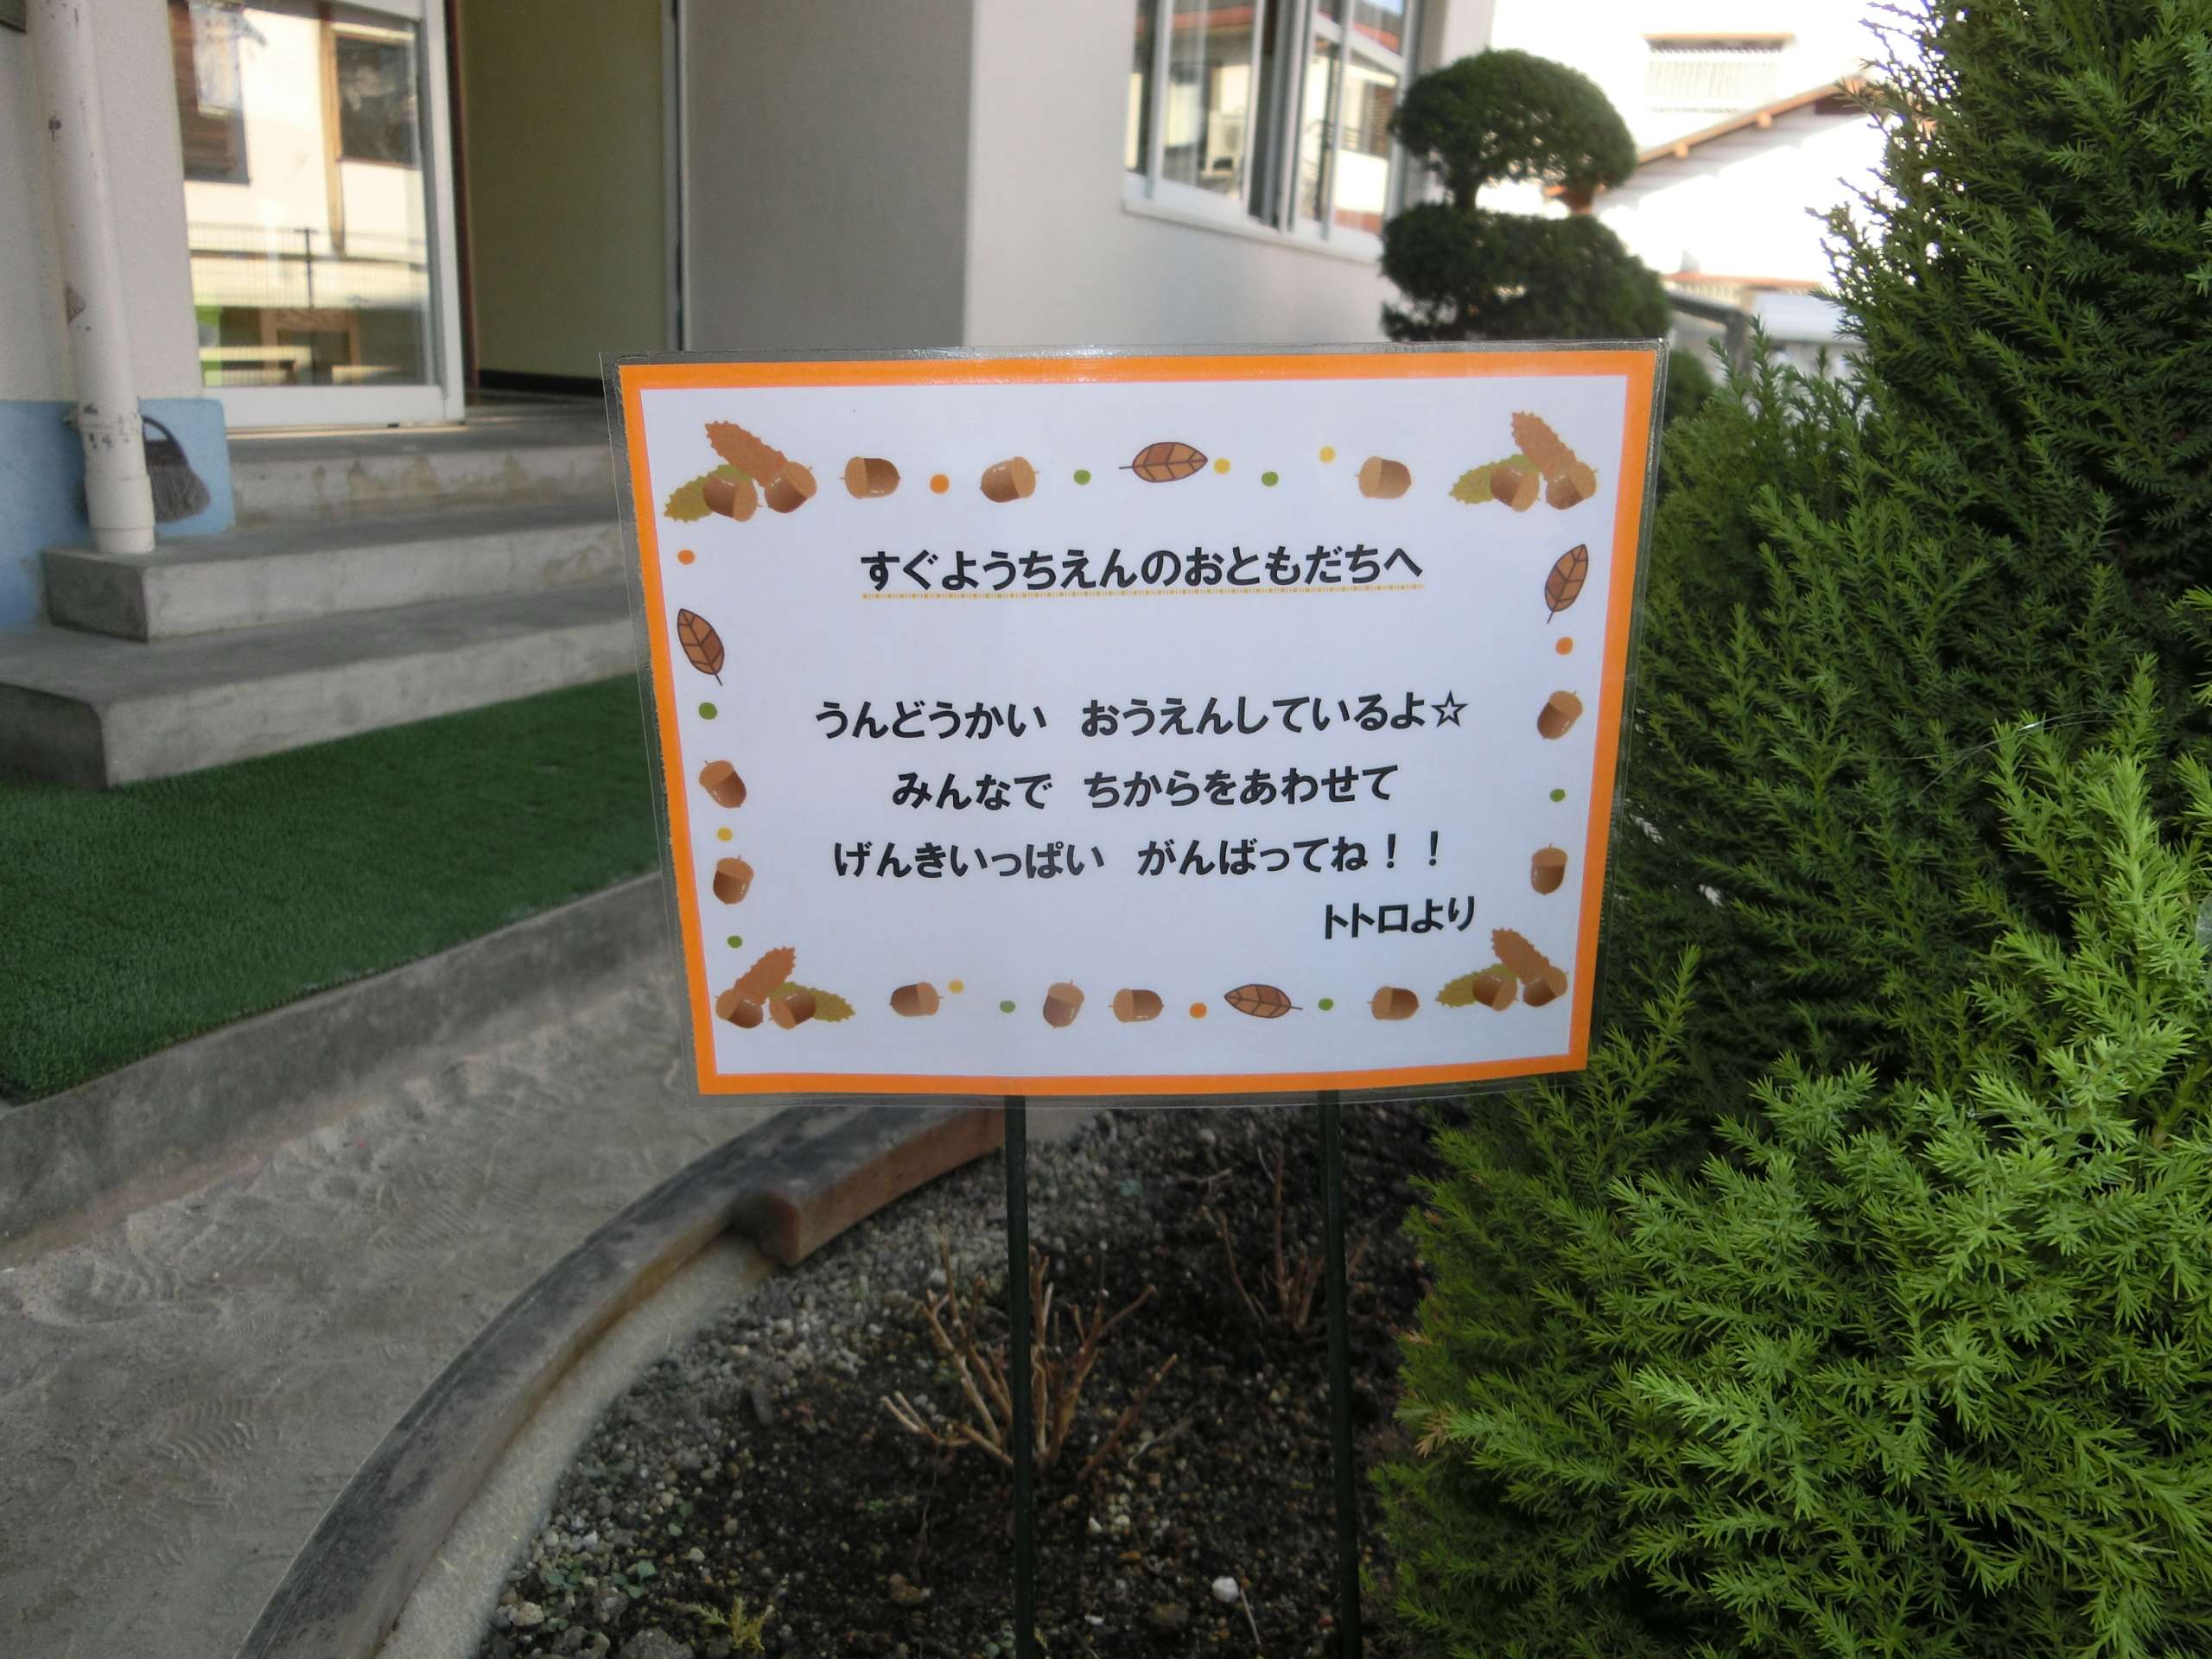 すぐようちえんのおともだちへ
うんどうかい　おうえんしているよ☆
みんなで　ちからをあわせて
げんきいっぱい　がんばってね！！
トトロより